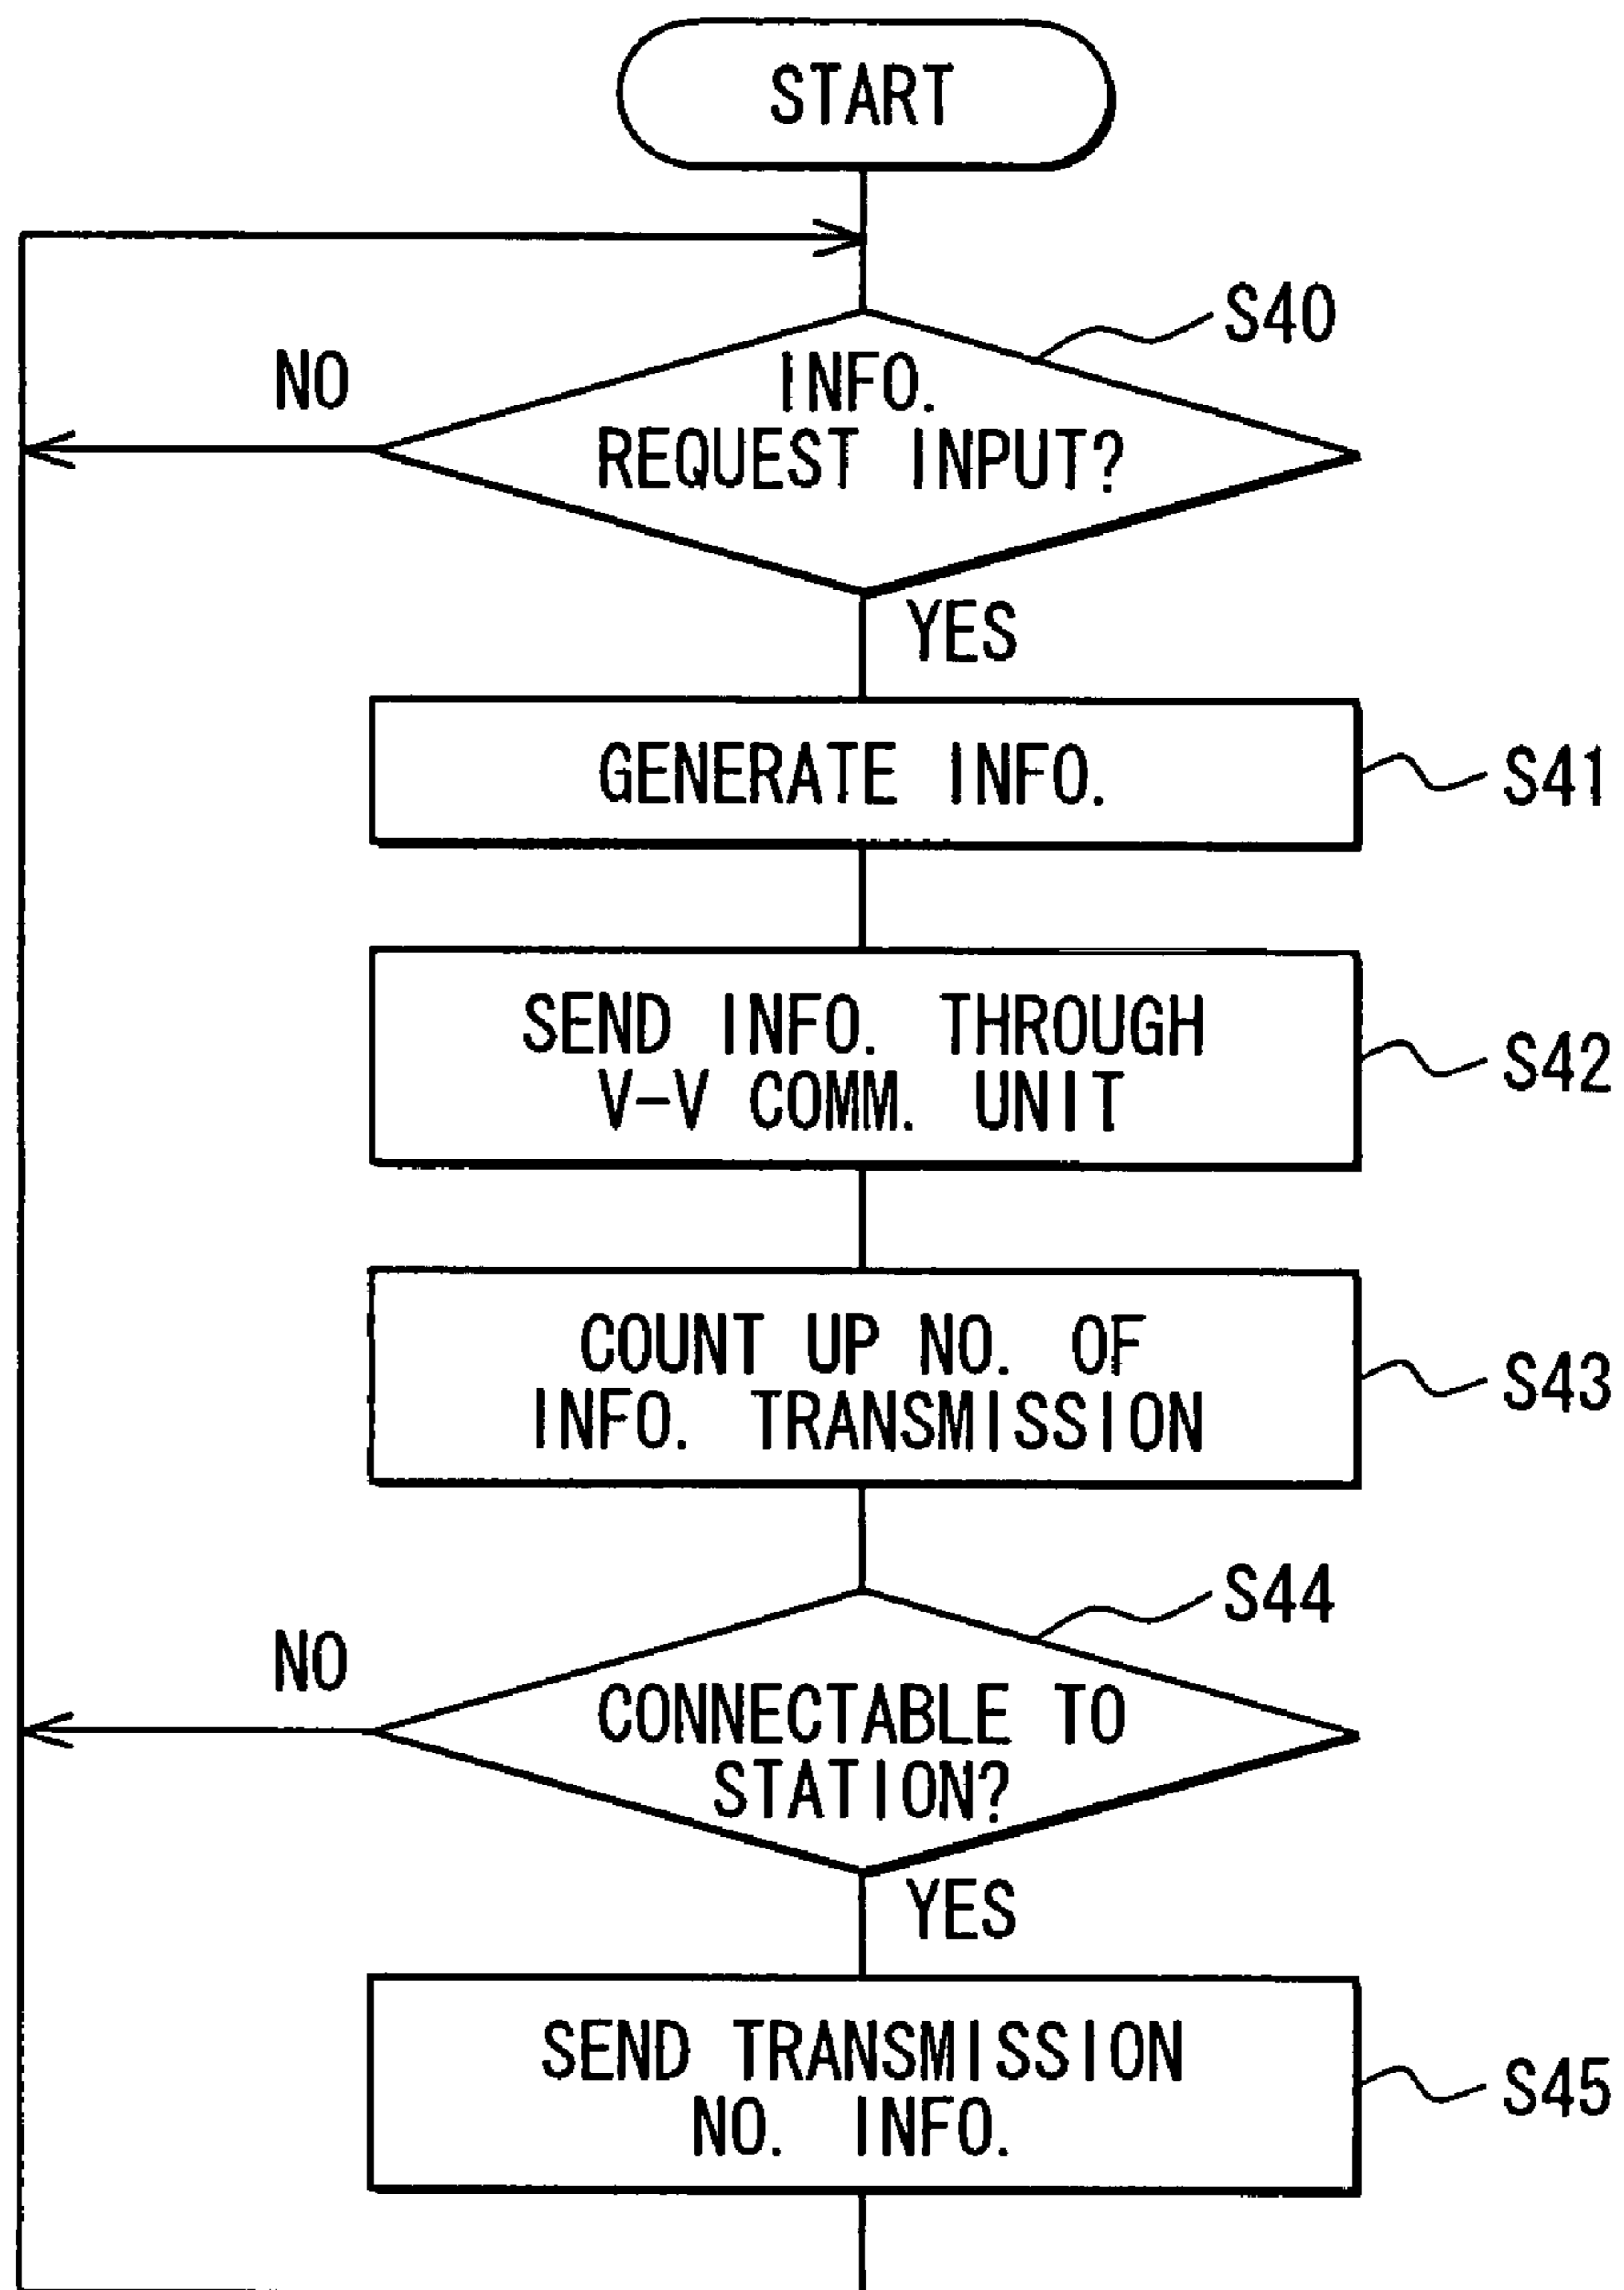 START
S40
NO
INFO.
REQUEST INPUT?
YES
GENERATE INFO.
S41
SEND INFO. THROUGH
V-V COMM. UNIT
S42
COUNT UP NO. OF
INFO. TRANSMISSION
S43
S44
NO
CONNECTABLE TO
STATION?
YES
SEND TRANSMISSION
NO. INFO.
S45